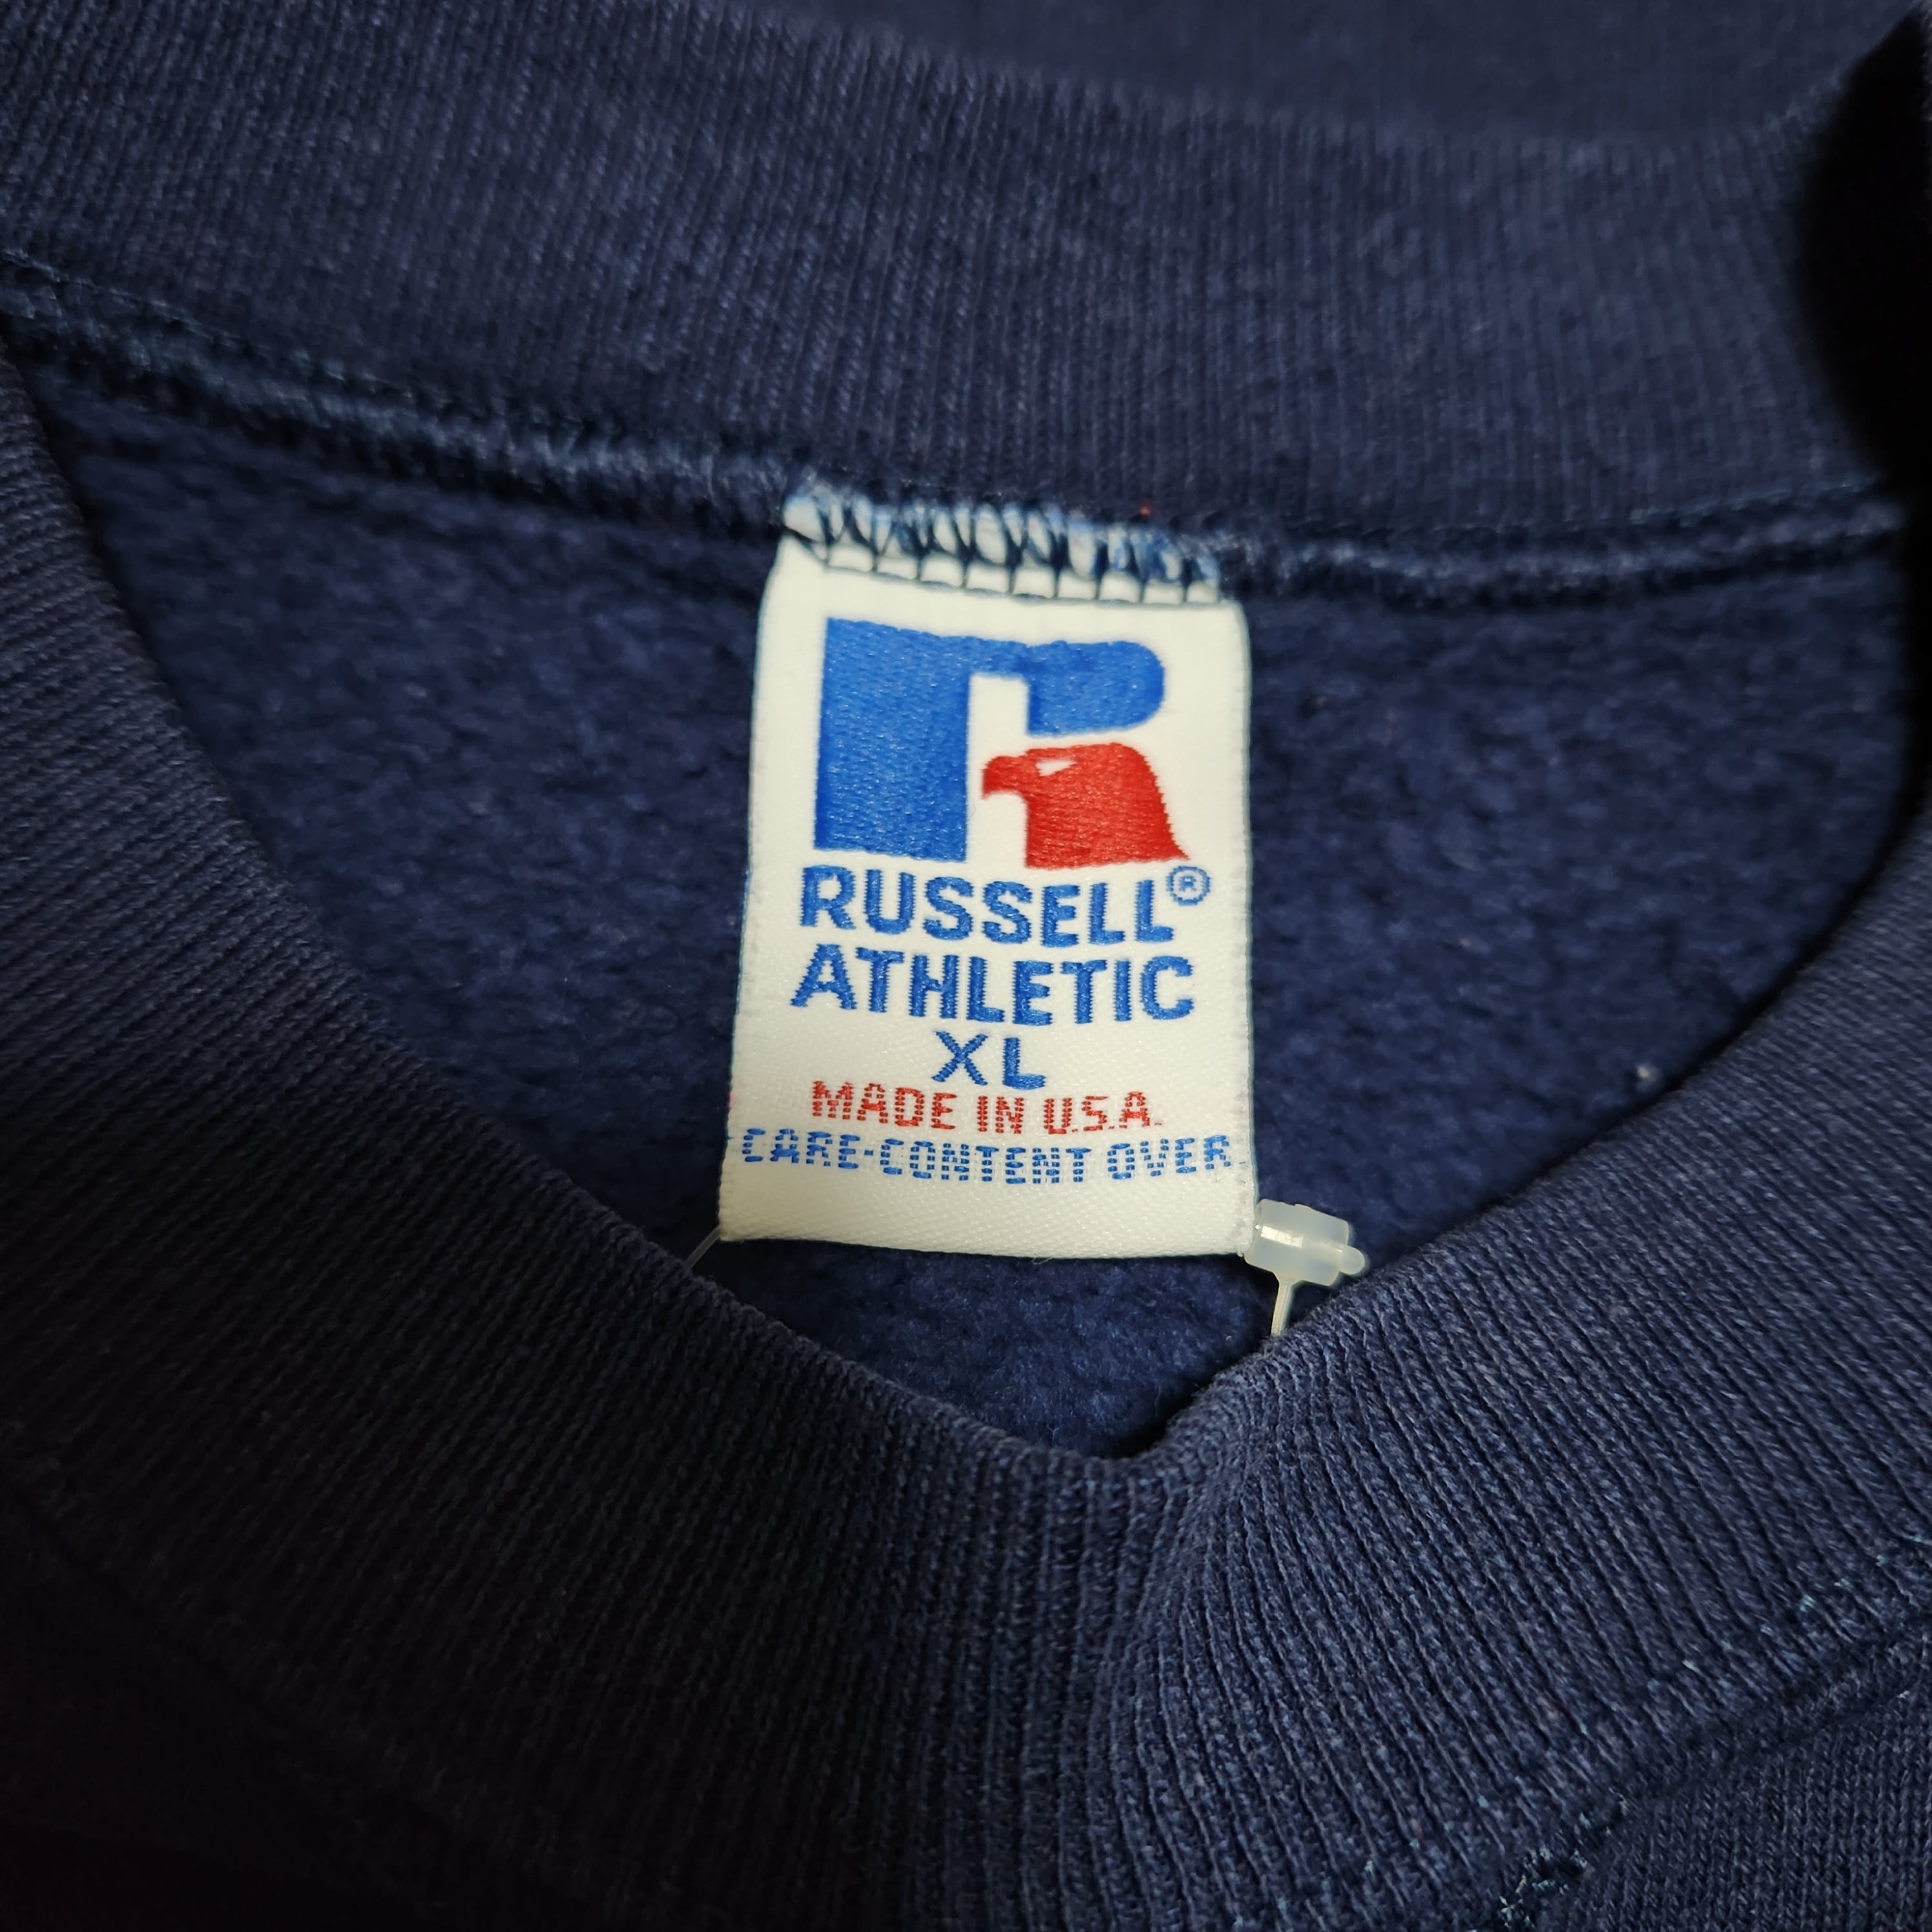 RUSSELL®
ATHLETIC
XL
MADE IN U.S.A.
CARE-CONTENT OVER